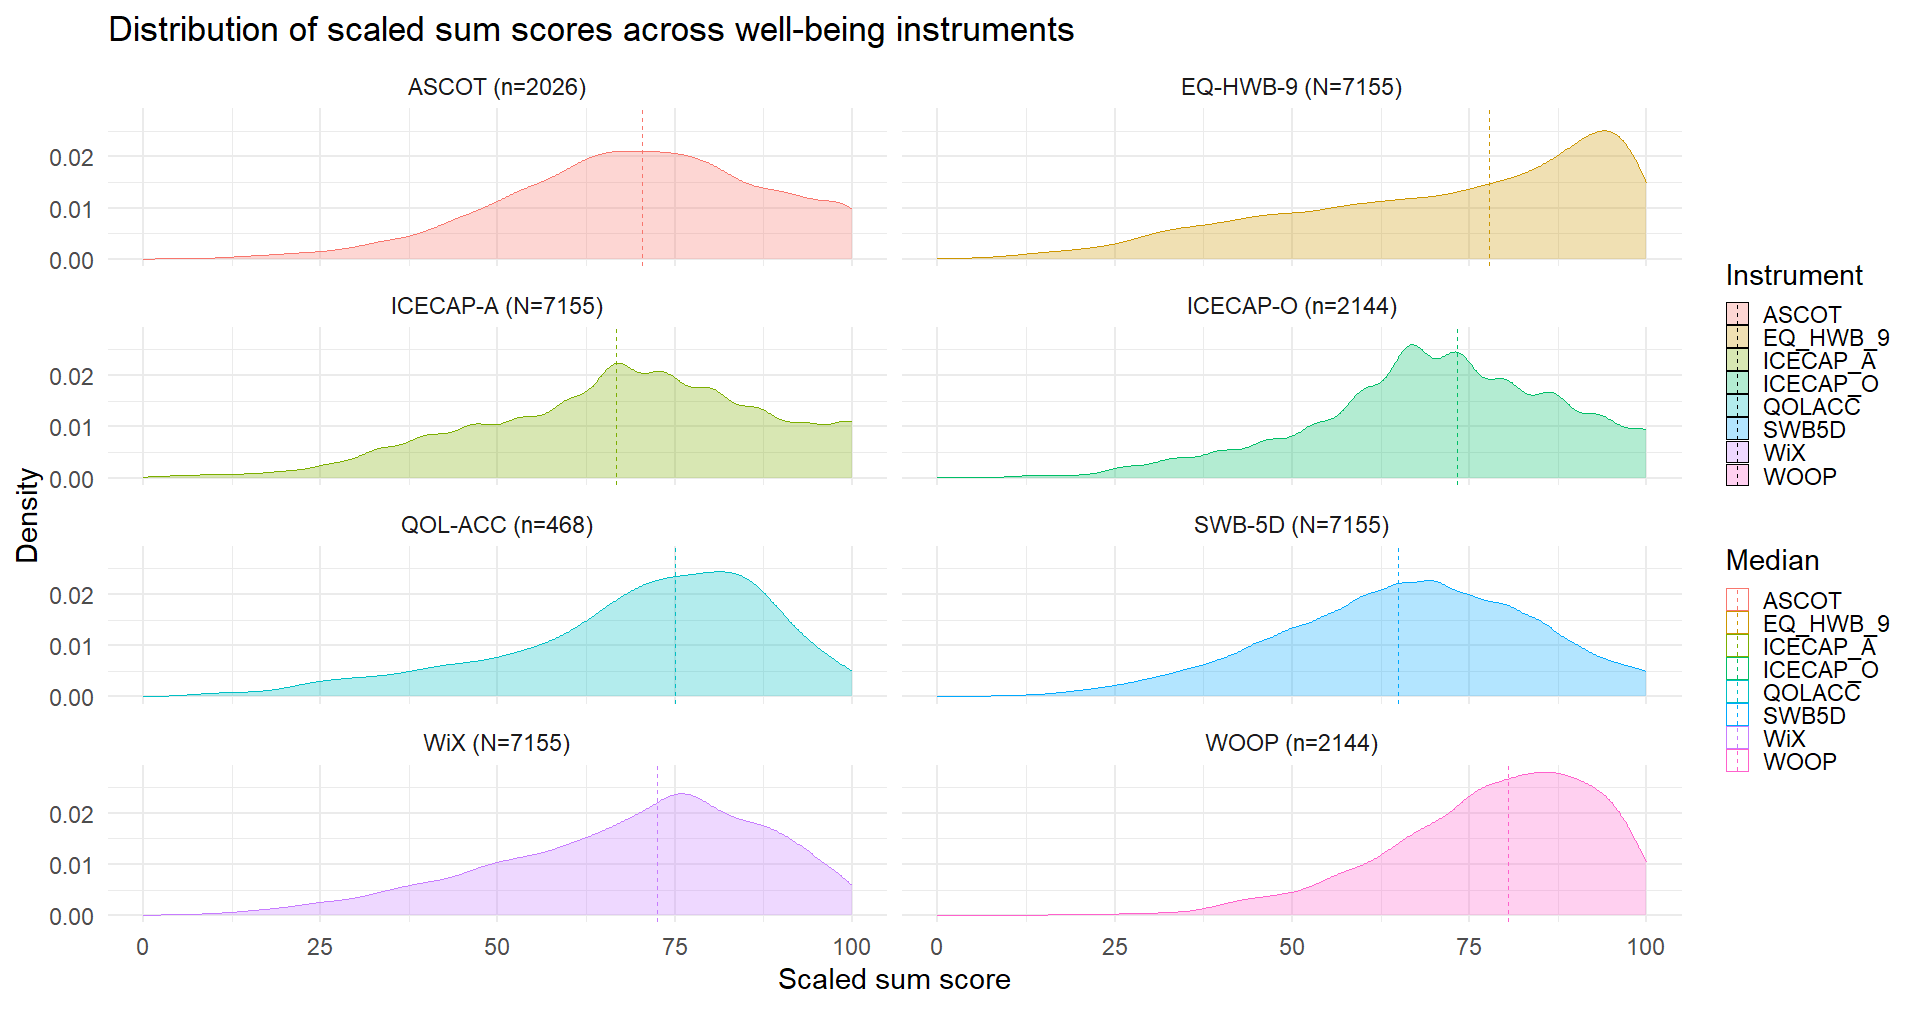 Distribution of scaled sum scores across well-being instruments
ASCOT (n=2026)
EQ-HWB-9 (N=7155)
0.02
0.01
0.00
ICECAP-A (N=7155)
ICECAP-O (n=2144)
0.02
0.01
0.00
QOL-ACC (n=468)
SWB-5D (N=7155)
0.02
0.01
0.00
WiX (N=7155)
WOOP (n=2144)
0.02
0.01
0.00
0 25 50 75 100
0 25 50 75 100
Scaled sum score
Density
Instrument
ASCOT
EQ_HWB_9
ICECAP_A
ICECAP_O
QOLACC
SWB5D
WiX
WOOP
Median
ASCOT
EQ_HWB_9
ICECAP_A
ICECAP_O
QOLACC
SWB5D
WiX
WOOP